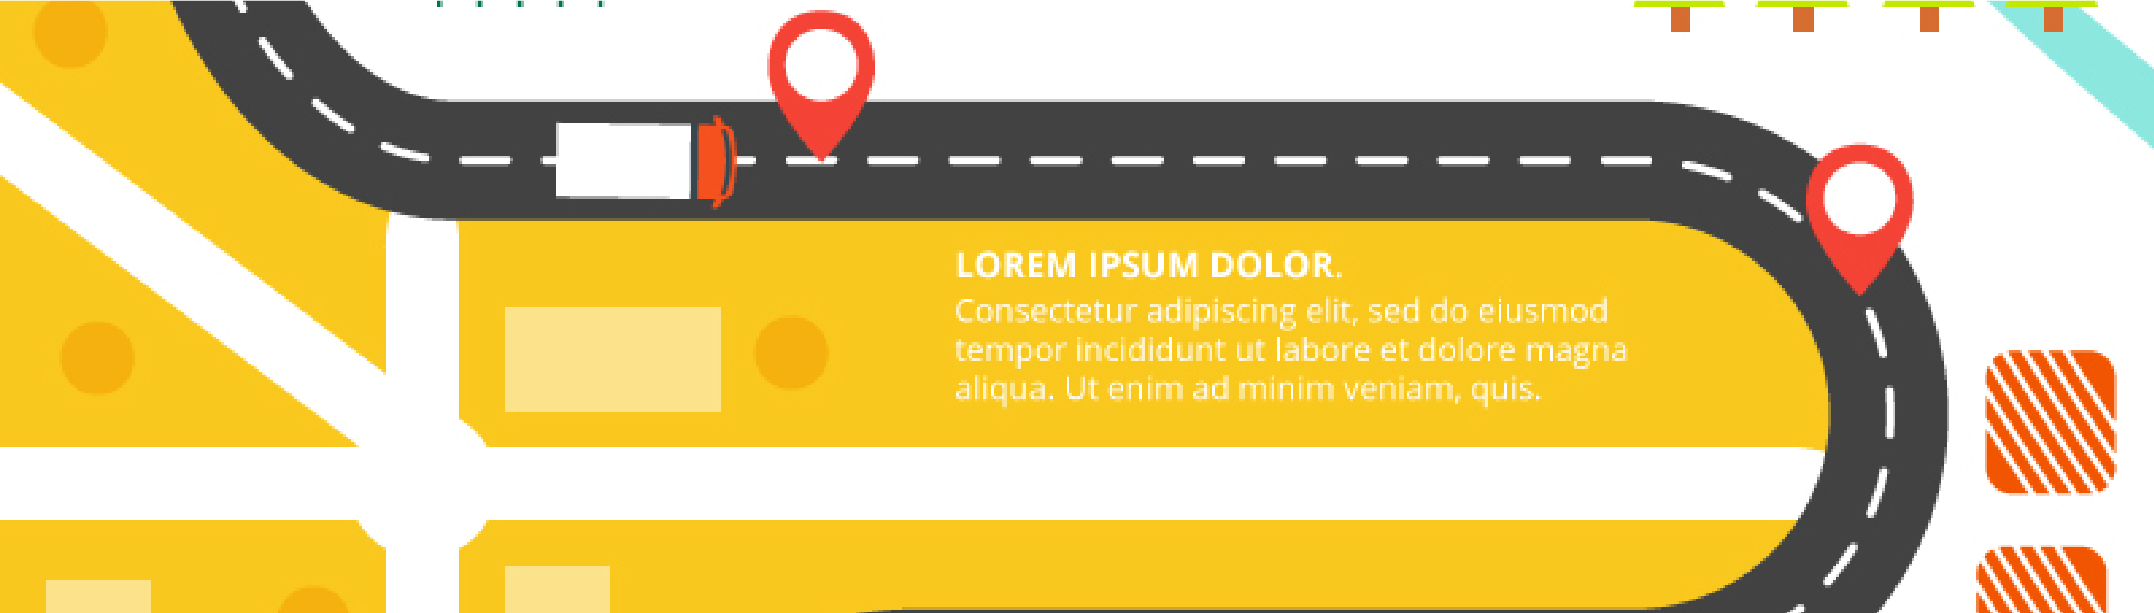 LOREM IPSUM DOLOR.
Consectetur adipiscing elit, sed do eiusmod
tempor incididunt ut labore et dolore magna
aliqua. Ut enim ad minim veniam, quis.